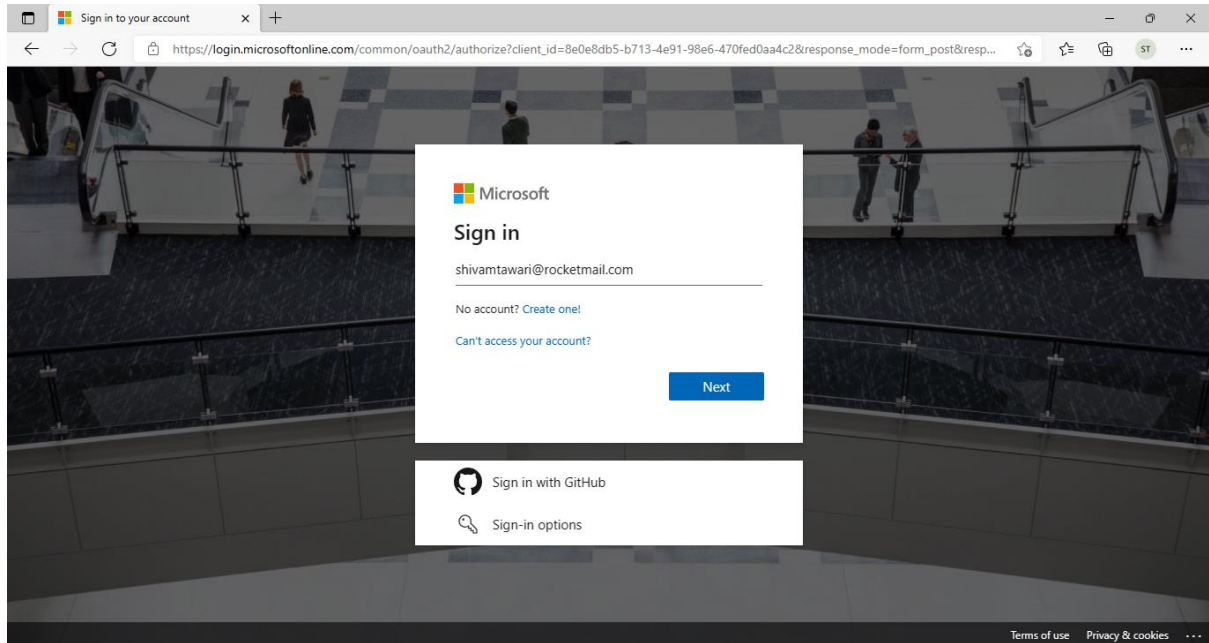 Sign in to your account
https://login.microsoftonline.com/common/oauth2/authorize?client_id=8e0e8db5-b713-4e91-98e6-470fed0aa4c2&response_mode=form_post&resp...
ST
Microsoft
Sign in
shivamtawari@rocketmail.com
No account? Create one!
Can't access your account?
Next
Sign in with GitHub
Sign-in options
Terms of use Privacy & cookies ...